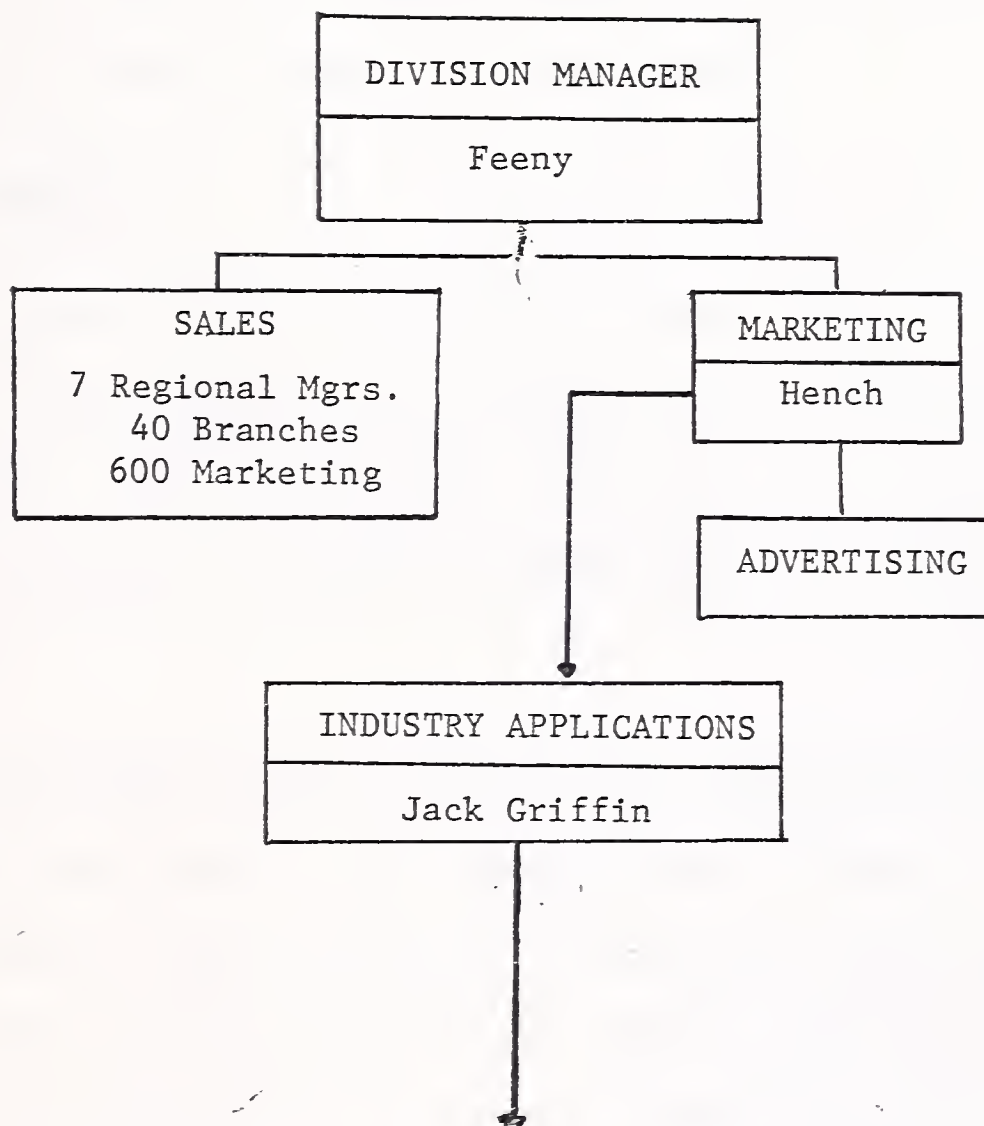 DIVISION MANAGER
Feeny
SALES
7 Regional Mgrs.
40 Branches
600 Marketing
MARKETING
Hench
ADVERTISING
INDUSTRY APPLICATIONS
Jack Griffin